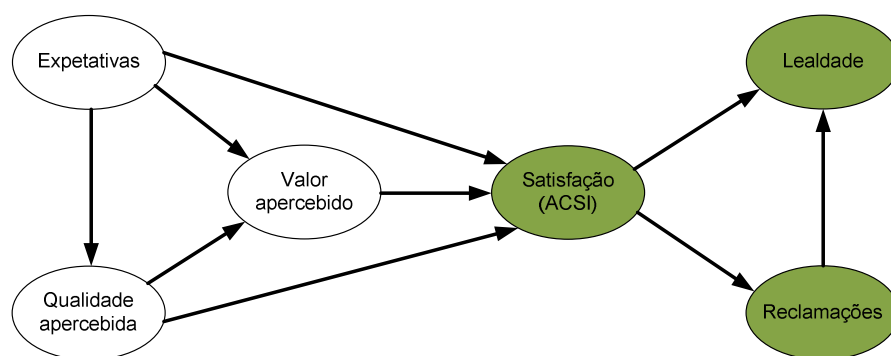 Expetativas
Lealdade
Valor
apercebido
Satisfação
(ACSI)
Qualidade
apercebida
Reclamações